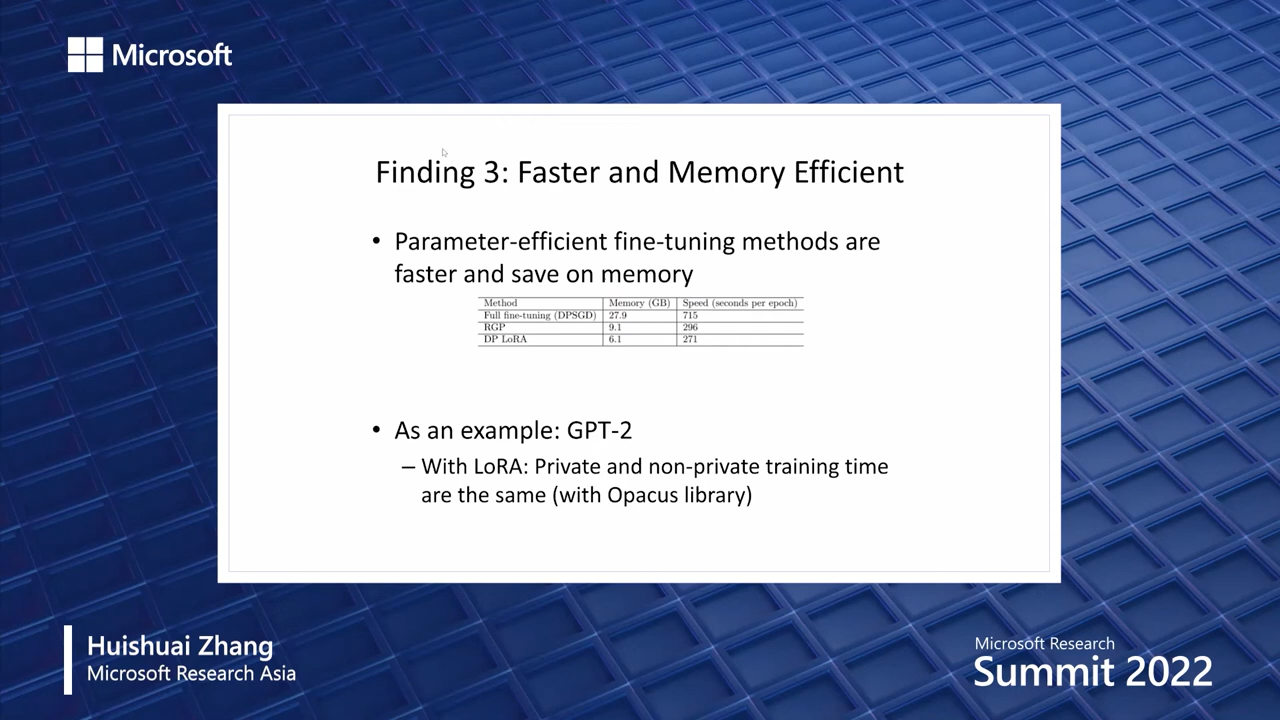 Microsoft
Finding 3: Faster and Memory Efficient
• Parameter-efficient fine-tuning methods are
faster and save on memory
Method Memory (GB) Speed (seconds per epoch)
Full fine-tuning (DPSGD) 27.9 715
RGP 9.1 296
DP LoRA 6.1 271
• As an example: GPT-2
– With LoRA: Private and non-private training time
are the same (with Opacus library)
Huishuai Zhang
Microsoft Research Asia
Microsoft Research
Summit 2022